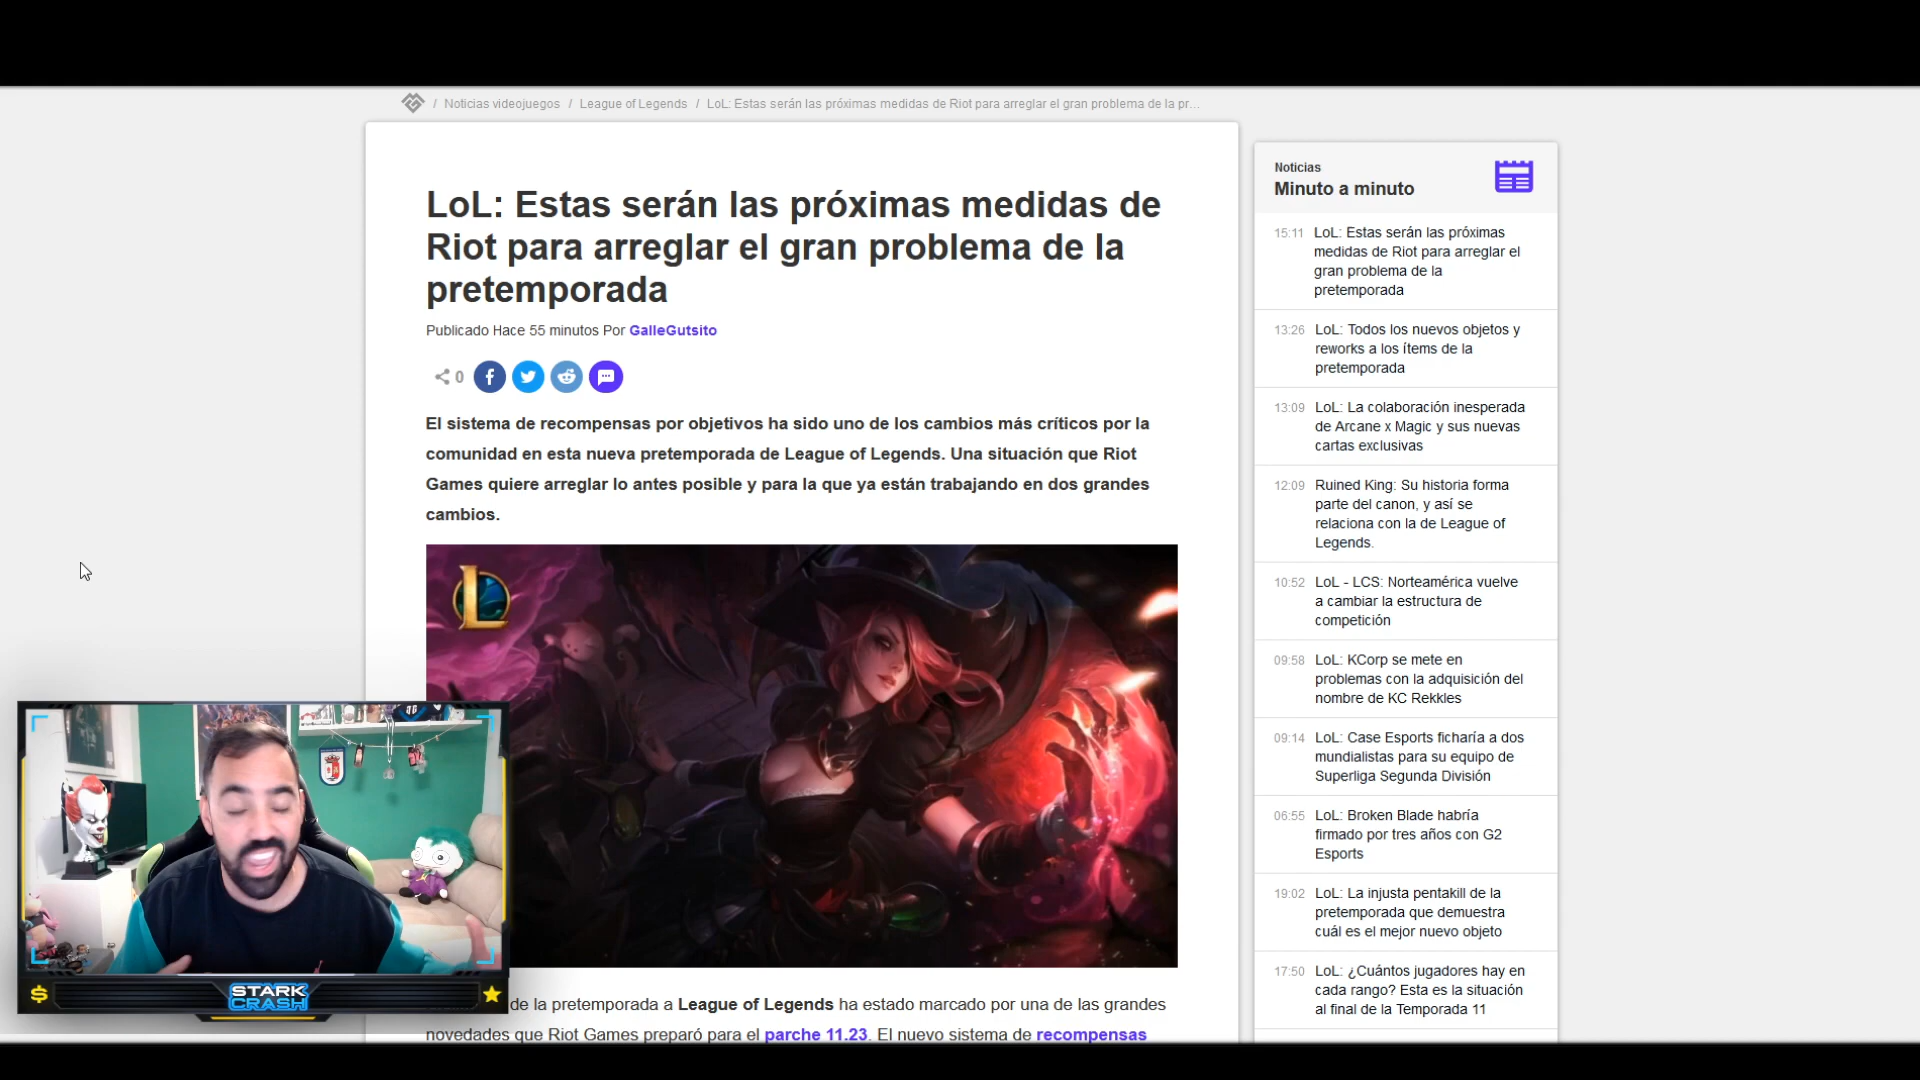 / Noticias videojuegos / League of Legends / LoL: Estas serán las próximas medidas de Riot para arreglar el gran problema de la pr...
LoL: Estas serán las próximas medidas de
Riot para arreglar el gran problema de la
pretemporada
Publicado Hace 55 minutos Por GalleGutsito
0
El sistema de recompensas por objetivos ha sido uno de los cambios más críticos por la
comunidad en esta nueva pretemporada de League of Legends. Una situación que Riot
Games quiere arreglar lo antes posible y para la que ya están trabajando en dos grandes
cambios.
de la pretemporada a League of Legends ha estado marcado por una de las grandes
novedades que Riot Games preparó para el parche 11.23. El nuevo sistema de recompensas
STARK
CRASH
Noticias
Minuto a minuto
15:11 LoL: Estas serán las próximas
medidas de Riot para arreglar el
gran problema de la
pretemporada
13:26 LoL: Todos los nuevos objetos y
reworks a los ítems de la
pretemporada
13:09 LoL: La colaboración inesperada
de Arcane x Magic y sus nuevas
cartas exclusivas
12:09 Ruined King: Su historia forma
parte del canon, y así se
relaciona con la de League of
Legends.
10:52 LoL - LCS: Norteamérica vuelve
a cambiar la estructura de
competición
09:58 LoL: KCorp se mete en
problemas con la adquisición del
nombre de KC Rekkles
09:14 LoL: Case Esports ficharía a dos
mundialistas para su equipo de
Superliga Segunda División
06:55 LoL: Broken Blade habría
firmado por tres años con G2
Esports
19:02 LoL: La injusta pentakill de la
pretemporada que demuestra
cuál es el mejor nuevo objeto
17:50 LoL: ¿Cuántos jugadores hay en
cada rango? Esta es la situación
al final de la Temporada 11